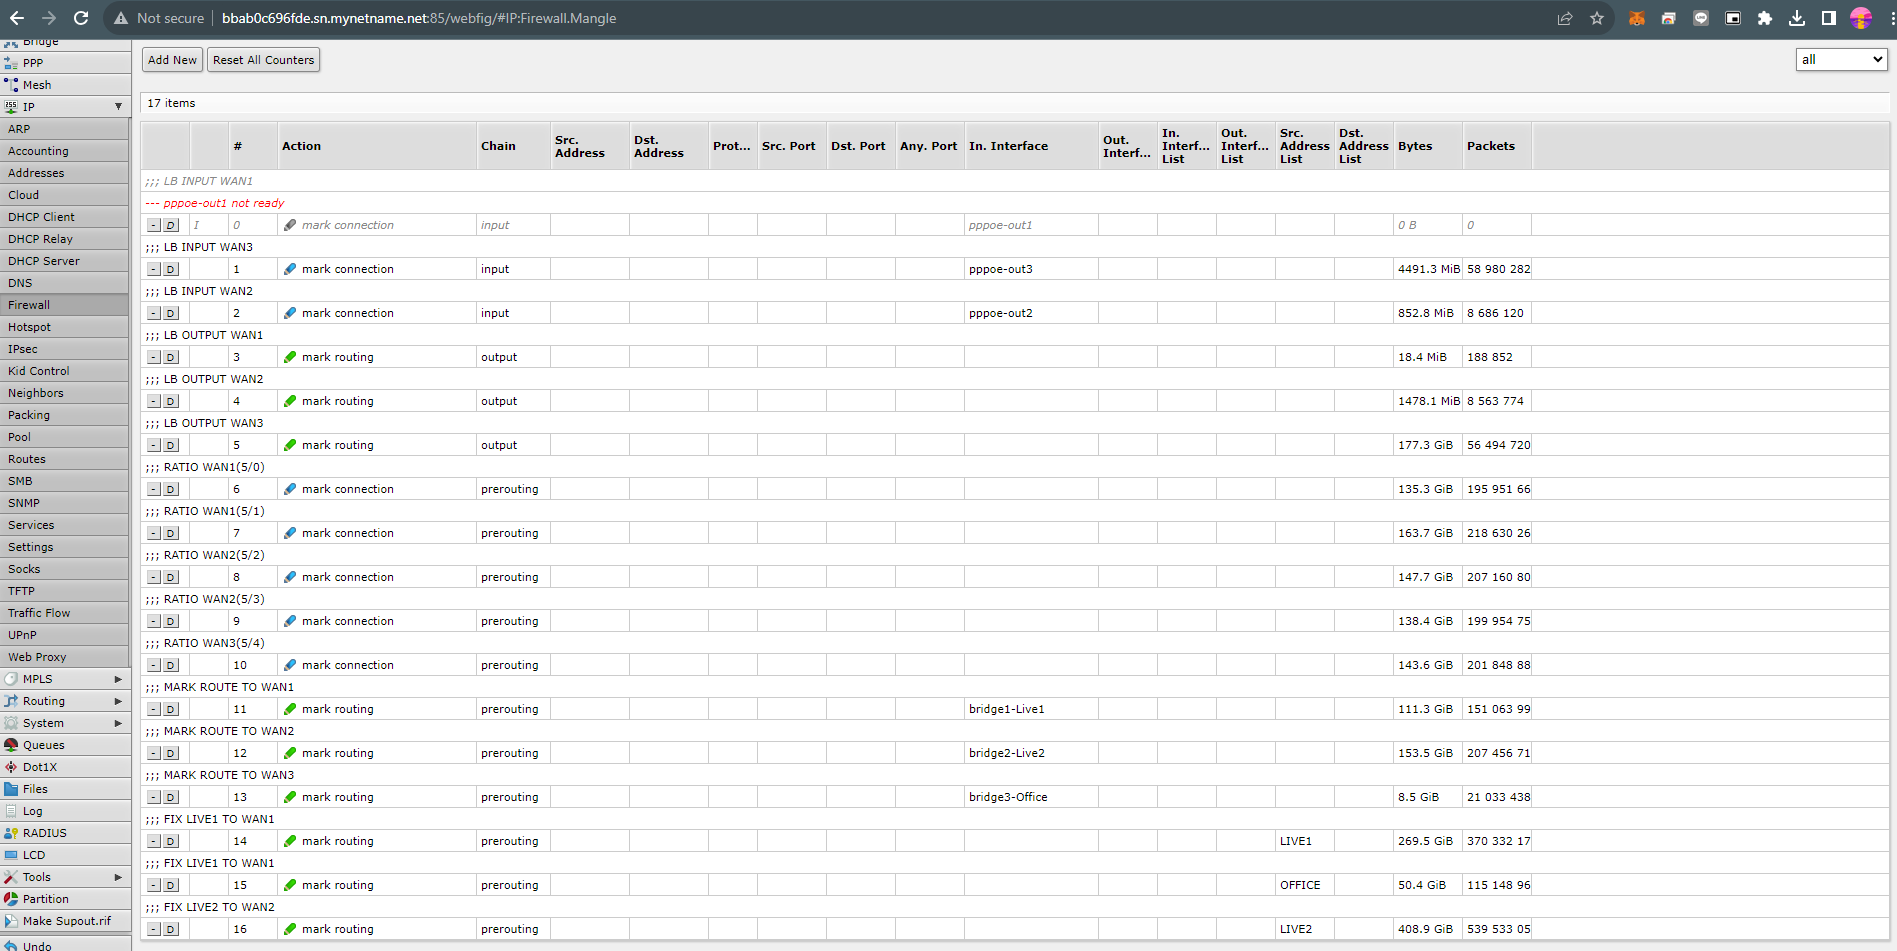 Not secure | bbab0c696fde.sn.mynetname.net:85/webfig/#IP:Firewall.Mangle
Bridge
PPP
Mesh
IP
ARP
Accounting
Addresses
Cloud
DHCP Client
DHCP Relay
DHCP Server
DNS
Firewall
Hotspot
IPsec
Kid Control
Neighbors
Packing
Pool
Routes
SMB
SNMP
Services
Settings
Socks
TFTP
Traffic Flow
UPnP
Web Proxy
MPLS
Routing
System
Queues
Dot1X
Files
Log
RADIUS
LCD
Tools
Partition
Make Supout.rif
Undo
Add New Reset All Counters all
17 items
# Action Chain Src. Address Dst. Address Prot... Src. Port Dst. Port Any. Port In. Interface Out. Interf... In. Interf... List Out. Interf... List Src. Address List Dst. Address List Bytes Packets
;;; LB INPUT WAN1
--- pppoe-out1 not ready
- D I 0 mark connection input pppoe-out1 0 B 0
;;; LB INPUT WAN3
- D 1 mark connection input pppoe-out3 4491.3 MiB 58 980 282
;;; LB INPUT WAN2
- D 2 mark connection input pppoe-out2 852.8 MiB 8 686 120
;;; LB OUTPUT WAN1
- D 3 mark routing output 18.4 MiB 188 852
;;; LB OUTPUT WAN2
- D 4 mark routing output 1478.1 MiB 8 563 774
;;; LB OUTPUT WAN3
- D 5 mark routing output 177.3 GiB 56 494 720
;;; RATIO WAN1(5/0)
- D 6 mark connection prerouting 135.3 GiB 195 951 66
;;; RATIO WAN1(5/1)
- D 7 mark connection prerouting 163.7 GiB 218 630 26
;;; RATIO WAN2(5/2)
- D 8 mark connection prerouting 147.7 GiB 207 160 80
;;; RATIO WAN2(5/3)
- D 9 mark connection prerouting 138.4 GiB 199 954 75
;;; RATIO WAN3(5/4)
- D 10 mark connection prerouting 143.6 GiB 201 848 88
;;; MARK ROUTE TO WAN1
- D 11 mark routing prerouting bridge1-Live1 111.3 GiB 151 063 99
;;; MARK ROUTE TO WAN2
- D 12 mark routing prerouting bridge2-Live2 153.5 GiB 207 456 71
;;; MARK ROUTE TO WAN3
- D 13 mark routing prerouting bridge3-Office 8.5 GiB 21 033 438
;;; FIX LIVE1 TO WAN1
- D 14 mark routing prerouting LIVE1 269.5 GiB 370 332 17
;;; FIX LIVE1 TO WAN1
- D 15 mark routing prerouting OFFICE 50.4 GiB 115 148 96
;;; FIX LIVE2 TO WAN2
- D 16 mark routing prerouting LIVE2 408.9 GiB 539 533 05